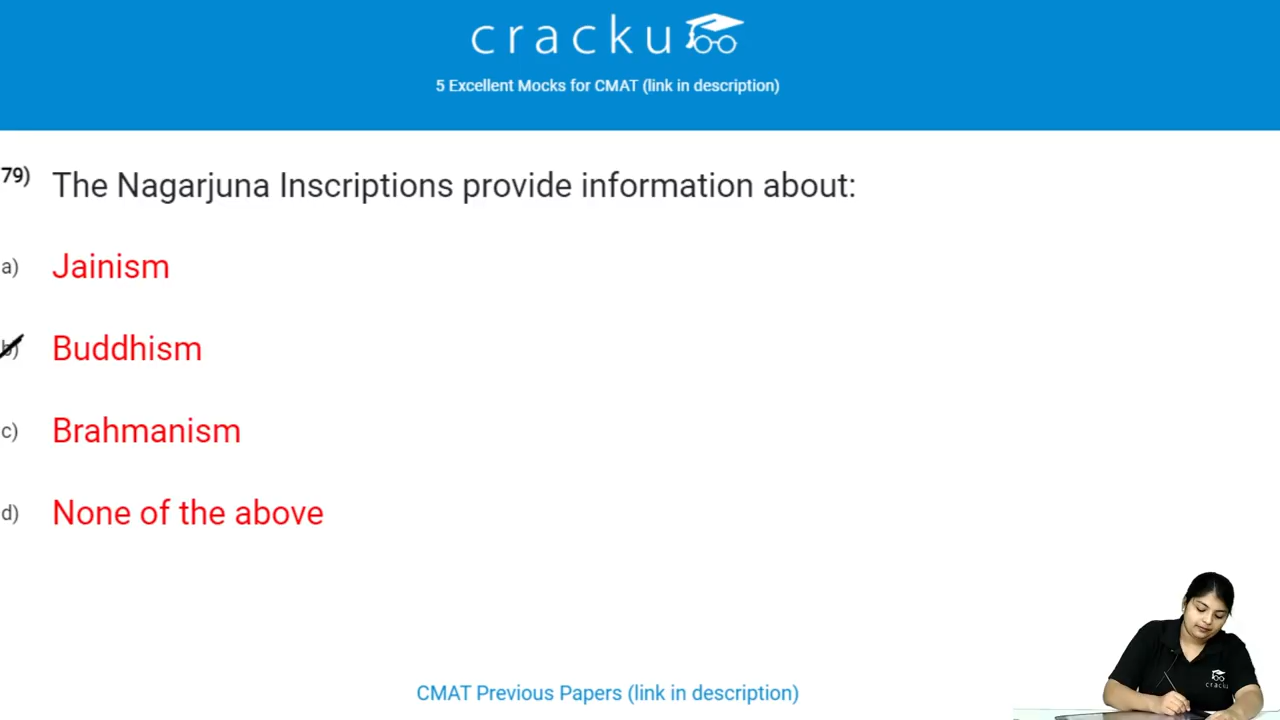 cracku
5 Excellent Mocks for CMAT (link in description)
79) The Nagarjuna Inscriptions provide information about:
a) Jainism
b) Buddhism
c) Brahmanism
d) None of the above
cracku
CMAT Previous Papers (link in description)